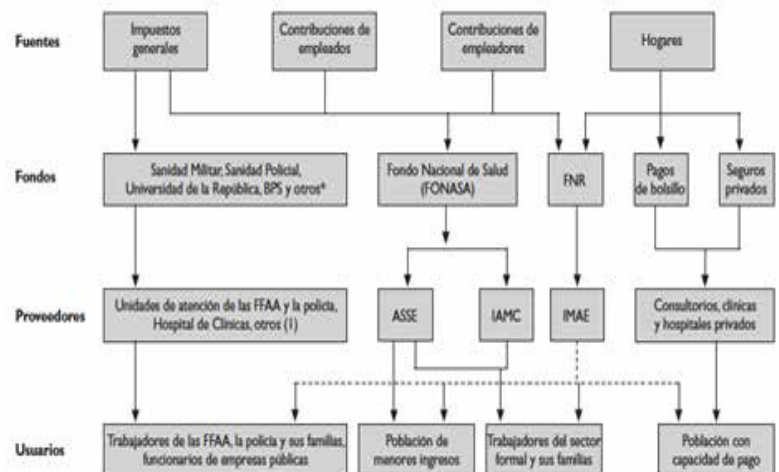 Fuentes
Impuestos
generales
Contribuciones de
empleados
Contribuciones de
empleadores
Hogares
Fondos
Sanidad Militar, Sanidad Policial,
Universidad de la República, BPS y otros*
Fondo Nacional de Salud
(FONASA)
FNR
Pagos
de bolsillo
Seguros
privados
Proveedores
Unidades de atención de las FFAA y la policía,
Hospital de Clínicas, otros (1)
ASSE
IAMC
IMAE
Consultorios, clínicas
y hospitales privados
Usuarios
Trabajadores de las FFAA, la policía y sus familias,
funcionarios de empresas públicas
Población de
menores ingresos
Trabajadores del sector
formal y sus familias
Población con
capacidad de pago